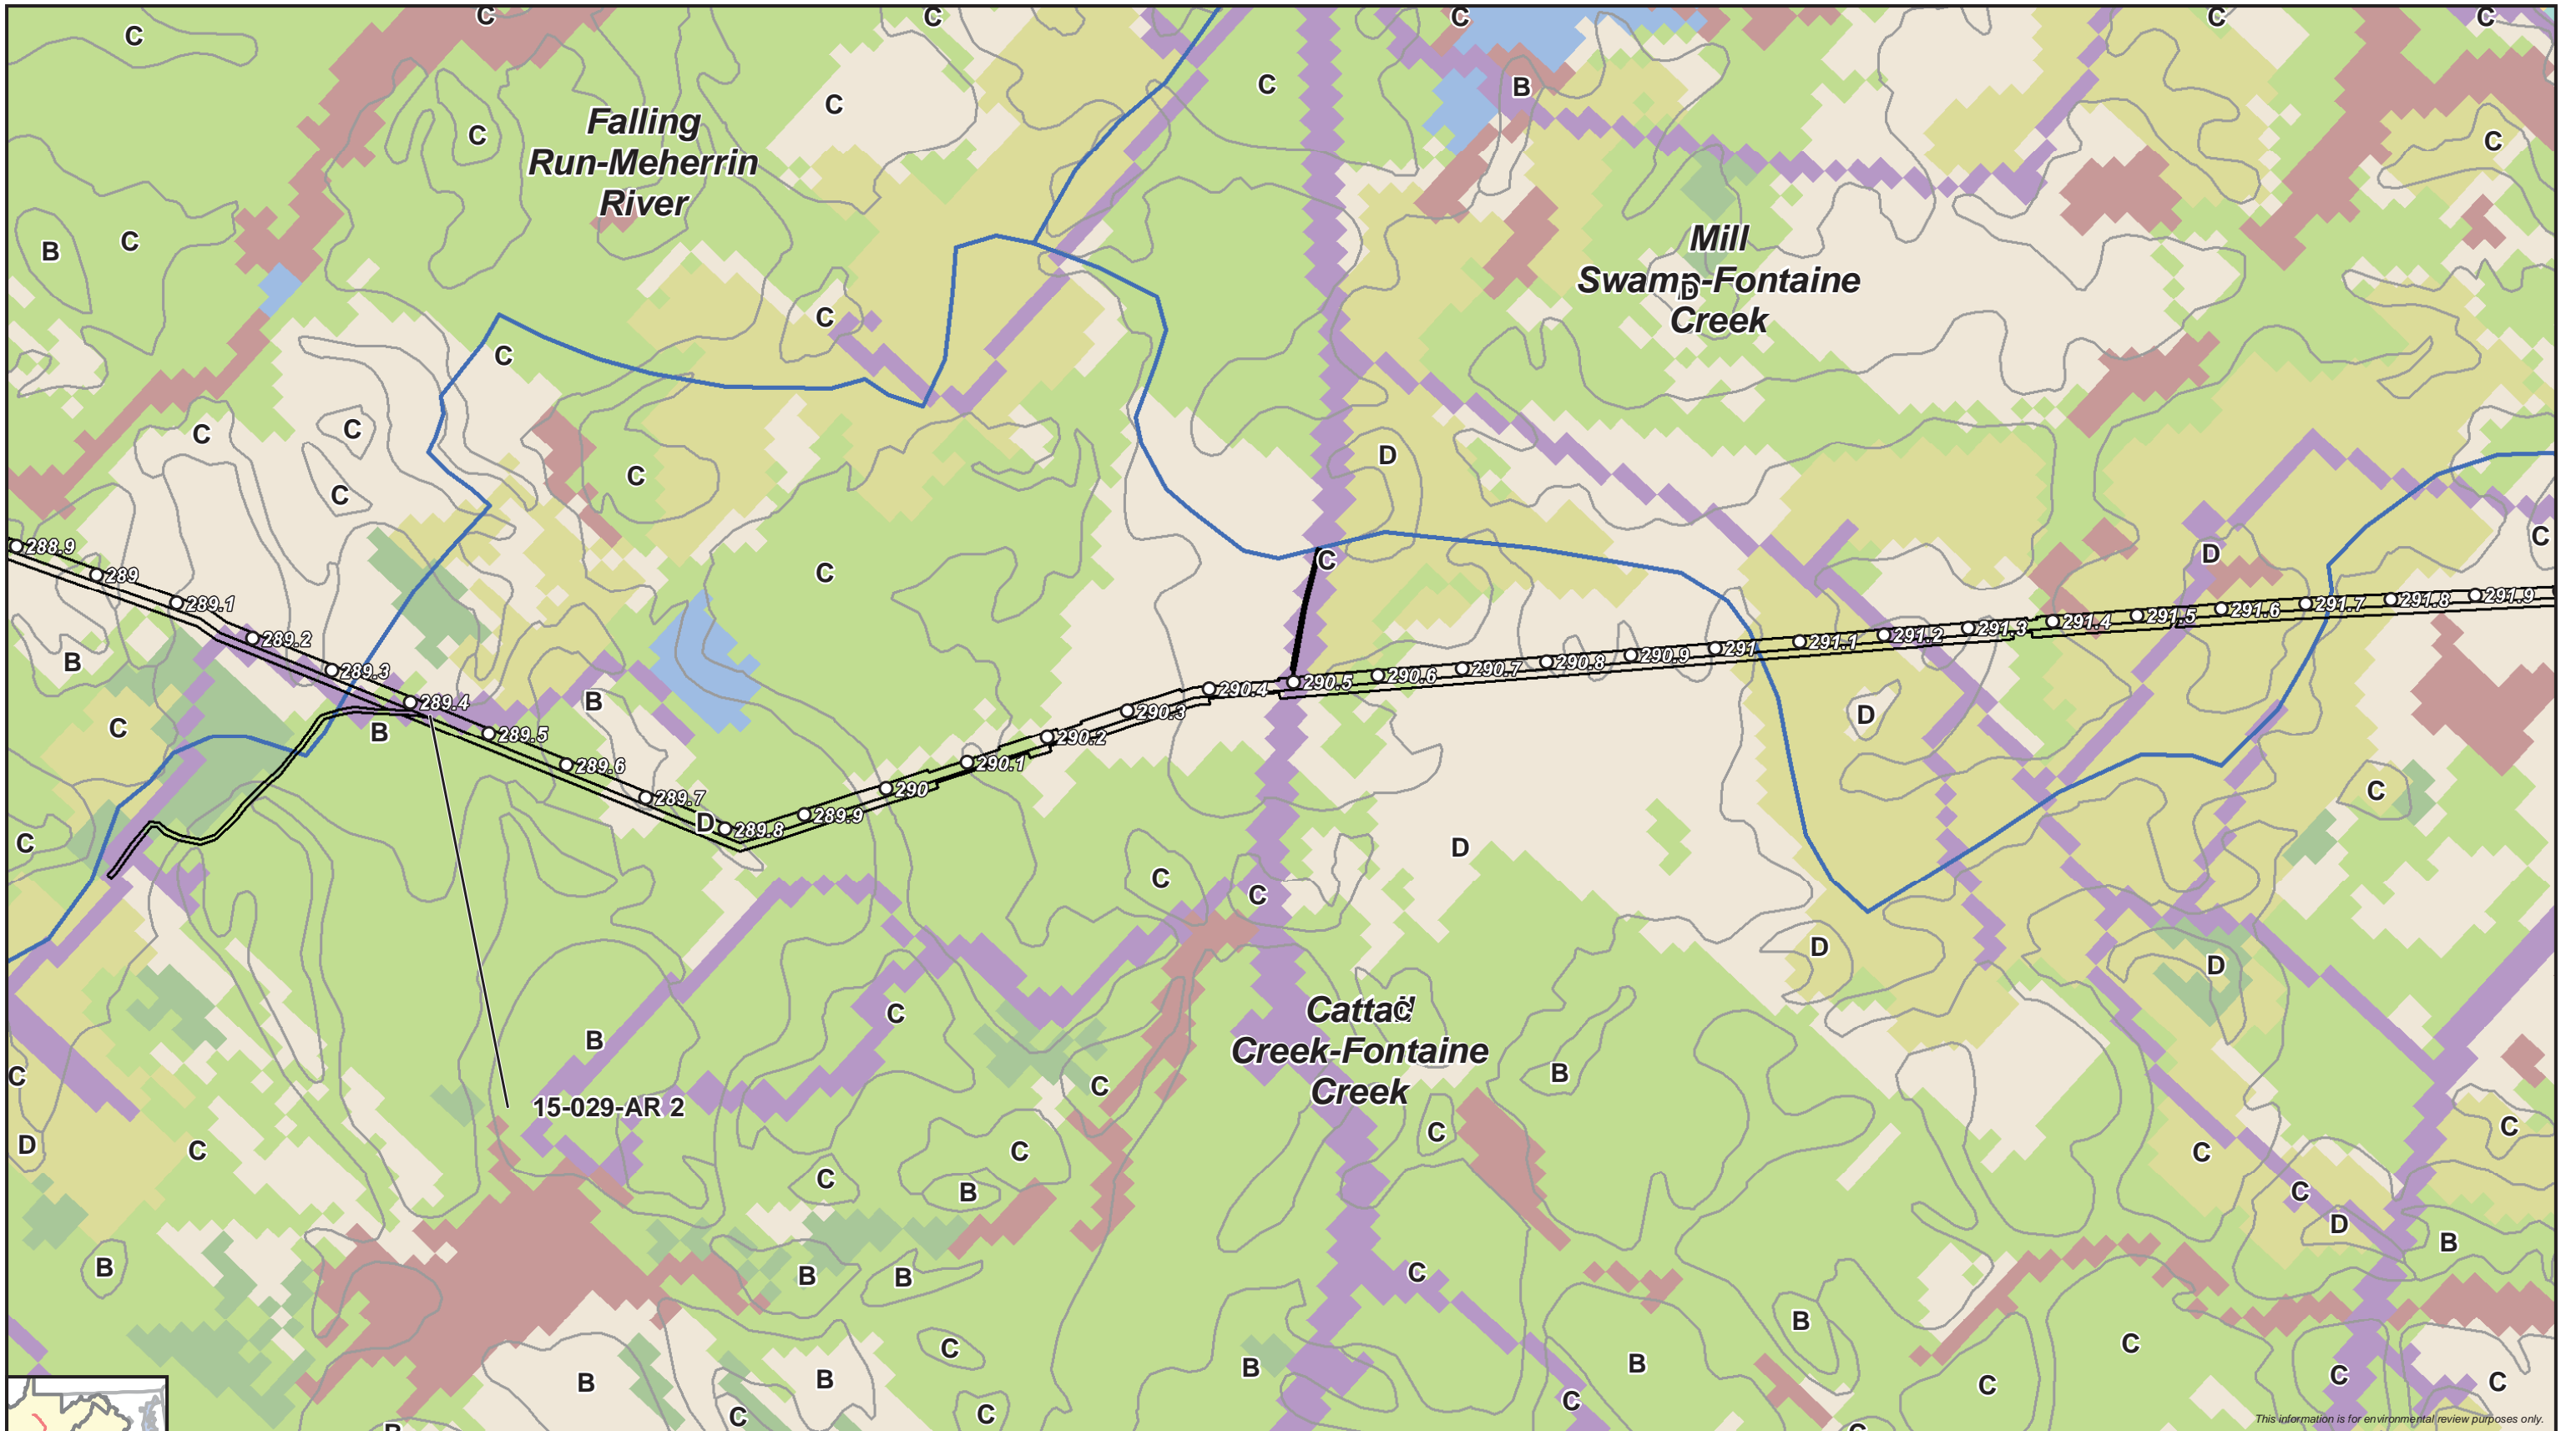 C
C
C
C
C
C
C
C
C
B
C
C
C
Falling
Run-Meherrin
River
B
C
Mill
Swamp-Fontaine
D
Creek
C
C
C
C
C
C
D
C
C
C
D
C
288.9
289
289.1
289.2
289.3
289.4
289.5
289.6
289.7
289.8
289.9
290
290.1
290.2
290.3
290.4
290.5
290.6
290.7
290.8
290.9
291
291.1
291.2
291.3
291.4
291.5
291.6
291.7
291.8
291.9
B
B
C
B
D
D
C
C
D
C
C
D
D
C
Cattail
C
Creek-Fontaine
Creek
B
B
C
C
15-029-AR 2
C
C
D
C
C
C
C
B
C
D
B
B
B
B
C
B
C
C
B
B
B
B
C
C
C
C
C
C
C
B
C
This information is for environmental review purposes only.